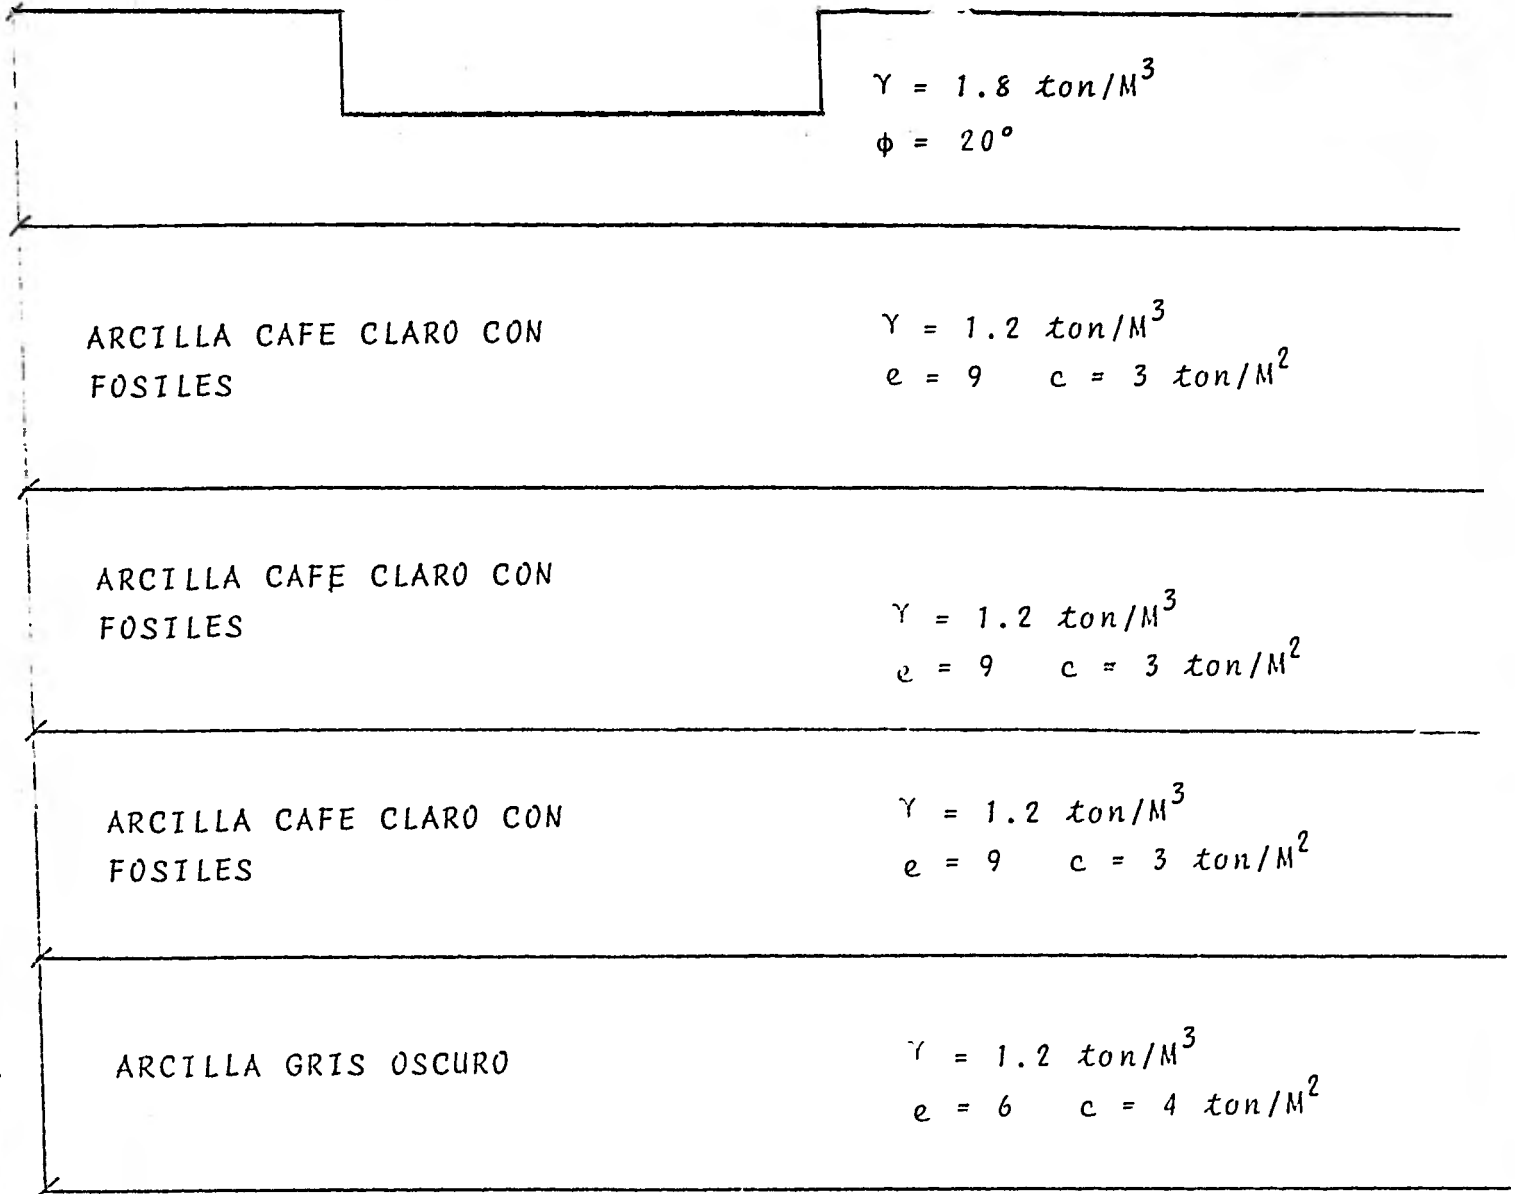 γ = 1.8 ton/M³
φ = 20°
ARCILLA CAFE CLARO CON
FOSILES
γ = 1.2 ton/M³
e = 9 c = 3 ton/M²
ARCILLA CAFE CLARO CON
FOSILES
γ = 1.2 ton/M³
e = 9 c = 3 ton/M²
ARCILLA CAFE CLARO CON
FOSILES
γ = 1.2 ton/M³
e = 9 c = 3 ton/M²
ARCILLA GRIS OSCURO
γ = 1.2 ton/M³
e = 6 c = 4 ton/M²